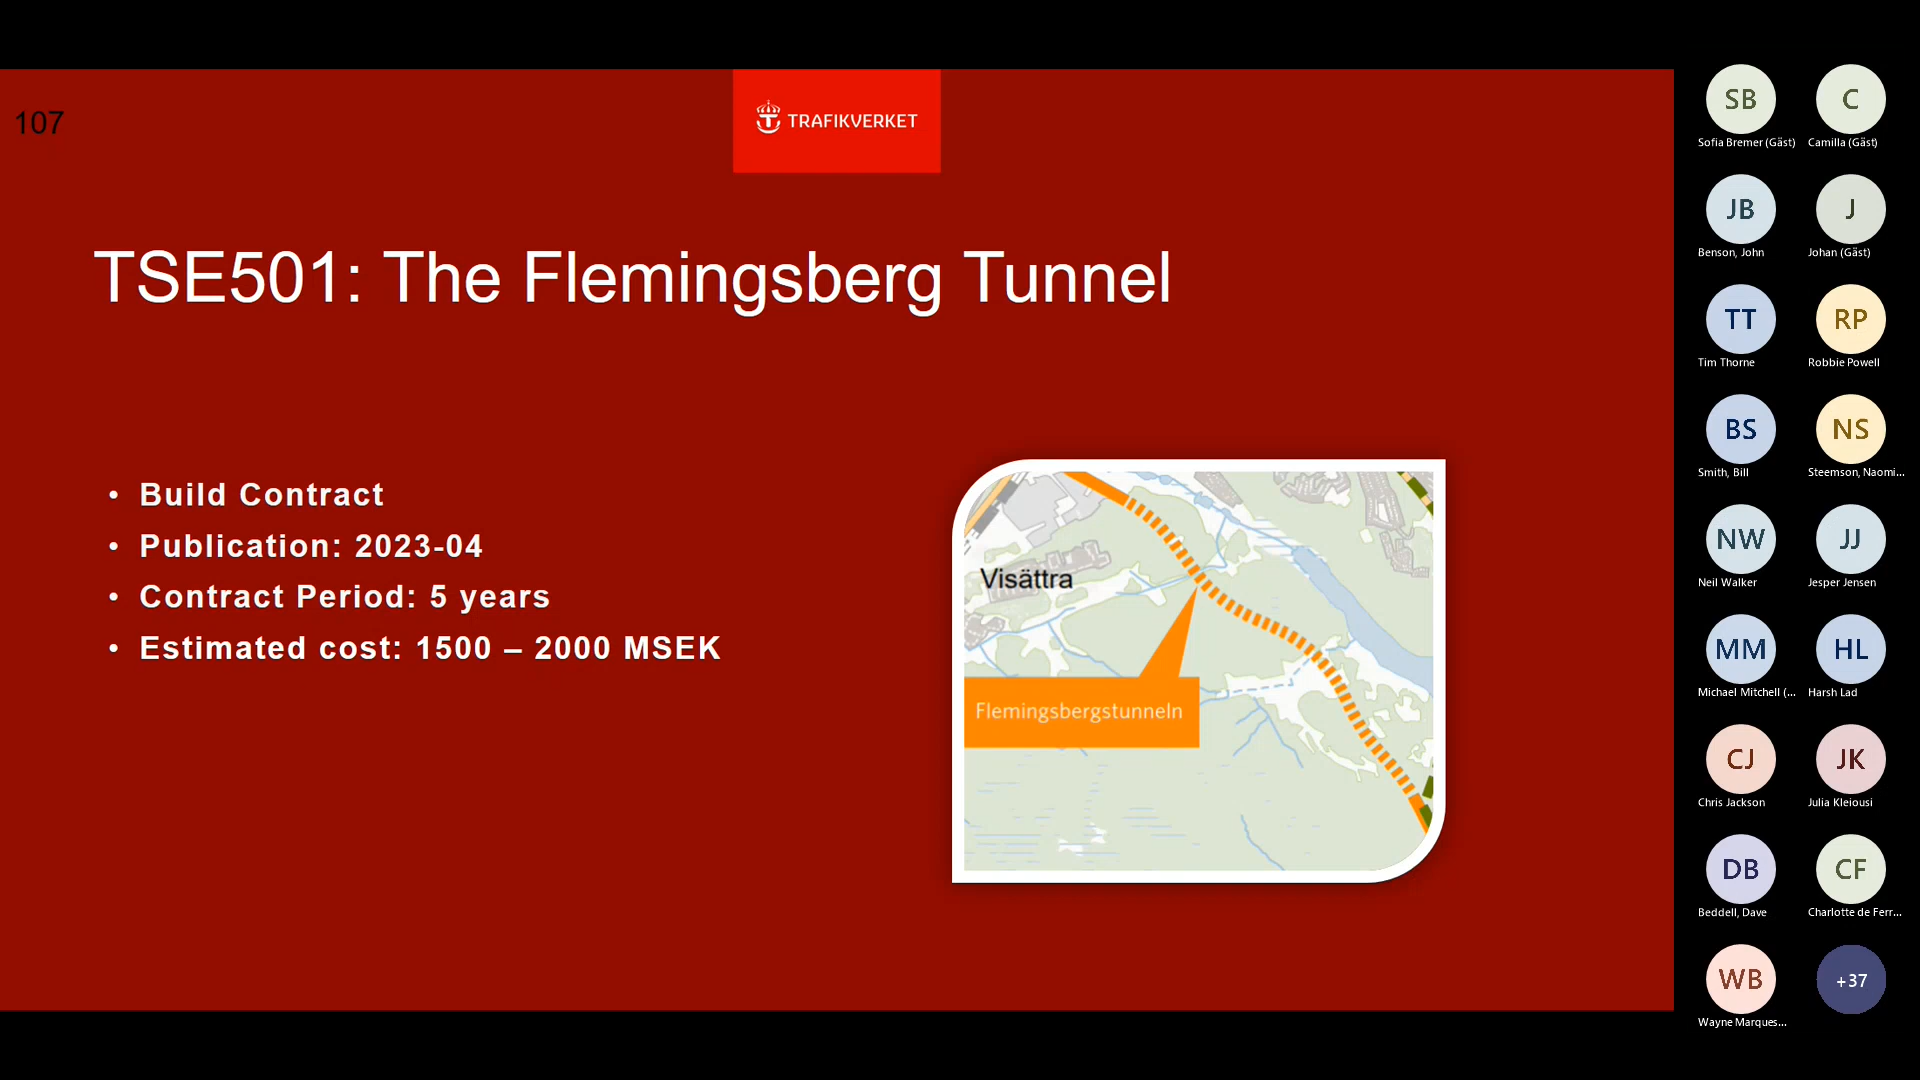 107
TRAFIKVERKET
TSE501: The Flemingsberg Tunnel
• Build Contract
• Publication: 2023-04
• Contract Period: 5 years
• Estimated cost: 1500 – 2000 MSEK
Visättra
Flemingsbergstunneln
SB
Sofia Bremer (Gäst)
C
Camilla (Gäst)
JB
Benson, John
J
Johan (Gäst)
TT
Tim Thorne
RP
Robbie Powell
BS
Smith, Bill
NS
Steemson, Naomi...
NW
Neil Walker
JJ
Jesper Jensen
MM
Michael Mitchell (...
HL
Harsh Lad
CJ
Chris Jackson
JK
Julia Kleiousi
DB
Beddell, Dave
CF
Charlotte de Ferr...
WB
Wayne Marques...
+37